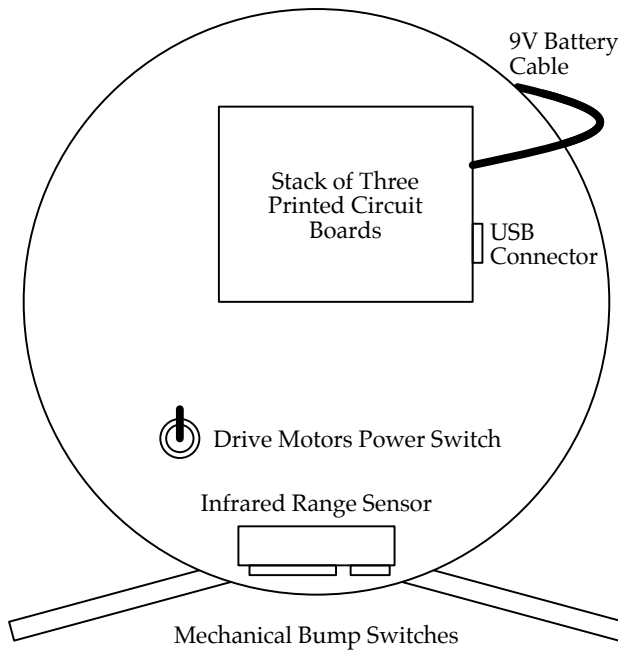 9V Battery
Cable
Stack of Three
Printed Circuit
Boards
USB
Connector
Drive Motors Power Switch
Infrared Range Sensor
Mechanical Bump Switches